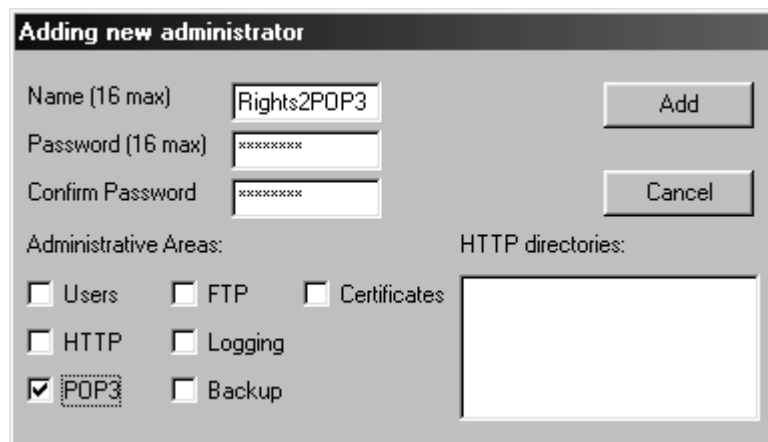 Adding new administrator
Name (16 max) Rights2POP3 Add
Password (16 max) ********
Confirm Password ******** Cancel
Administrative Areas: HTTP directories:
Users FTP Certificates
HTTP Logging
POP3 Backup